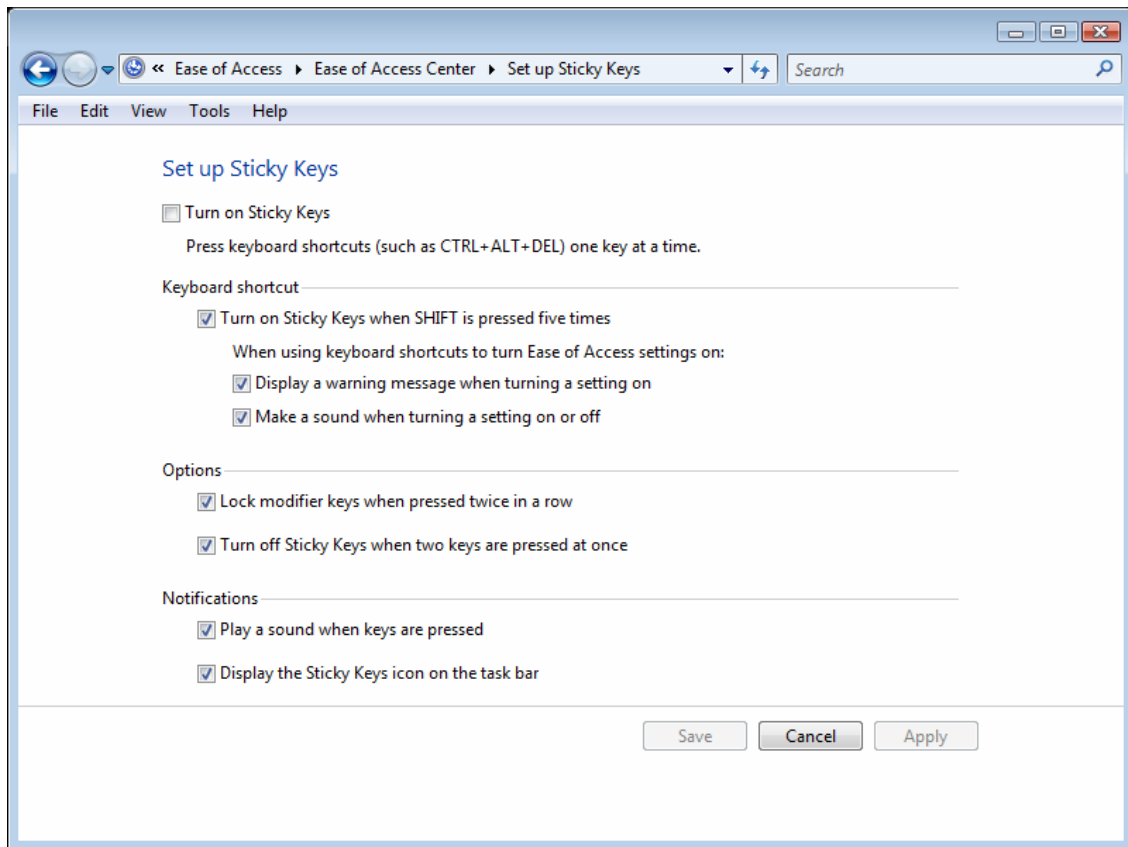 « Ease of Access ▸ Ease of Access Center ▸ Set up Sticky Keys
Search
File Edit View Tools Help
Set up Sticky Keys
Turn on Sticky Keys
Press keyboard shortcuts (such as CTRL+ALT+DEL) one key at a time.
Keyboard shortcut
Turn on Sticky Keys when SHIFT is pressed five times
When using keyboard shortcuts to turn Ease of Access settings on:
Display a warning message when turning a setting on
Make a sound when turning a setting on or off
Options
Lock modifier keys when pressed twice in a row
Turn off Sticky Keys when two keys are pressed at once
Notifications
Play a sound when keys are pressed
Display the Sticky Keys icon on the task bar
Save Cancel Apply